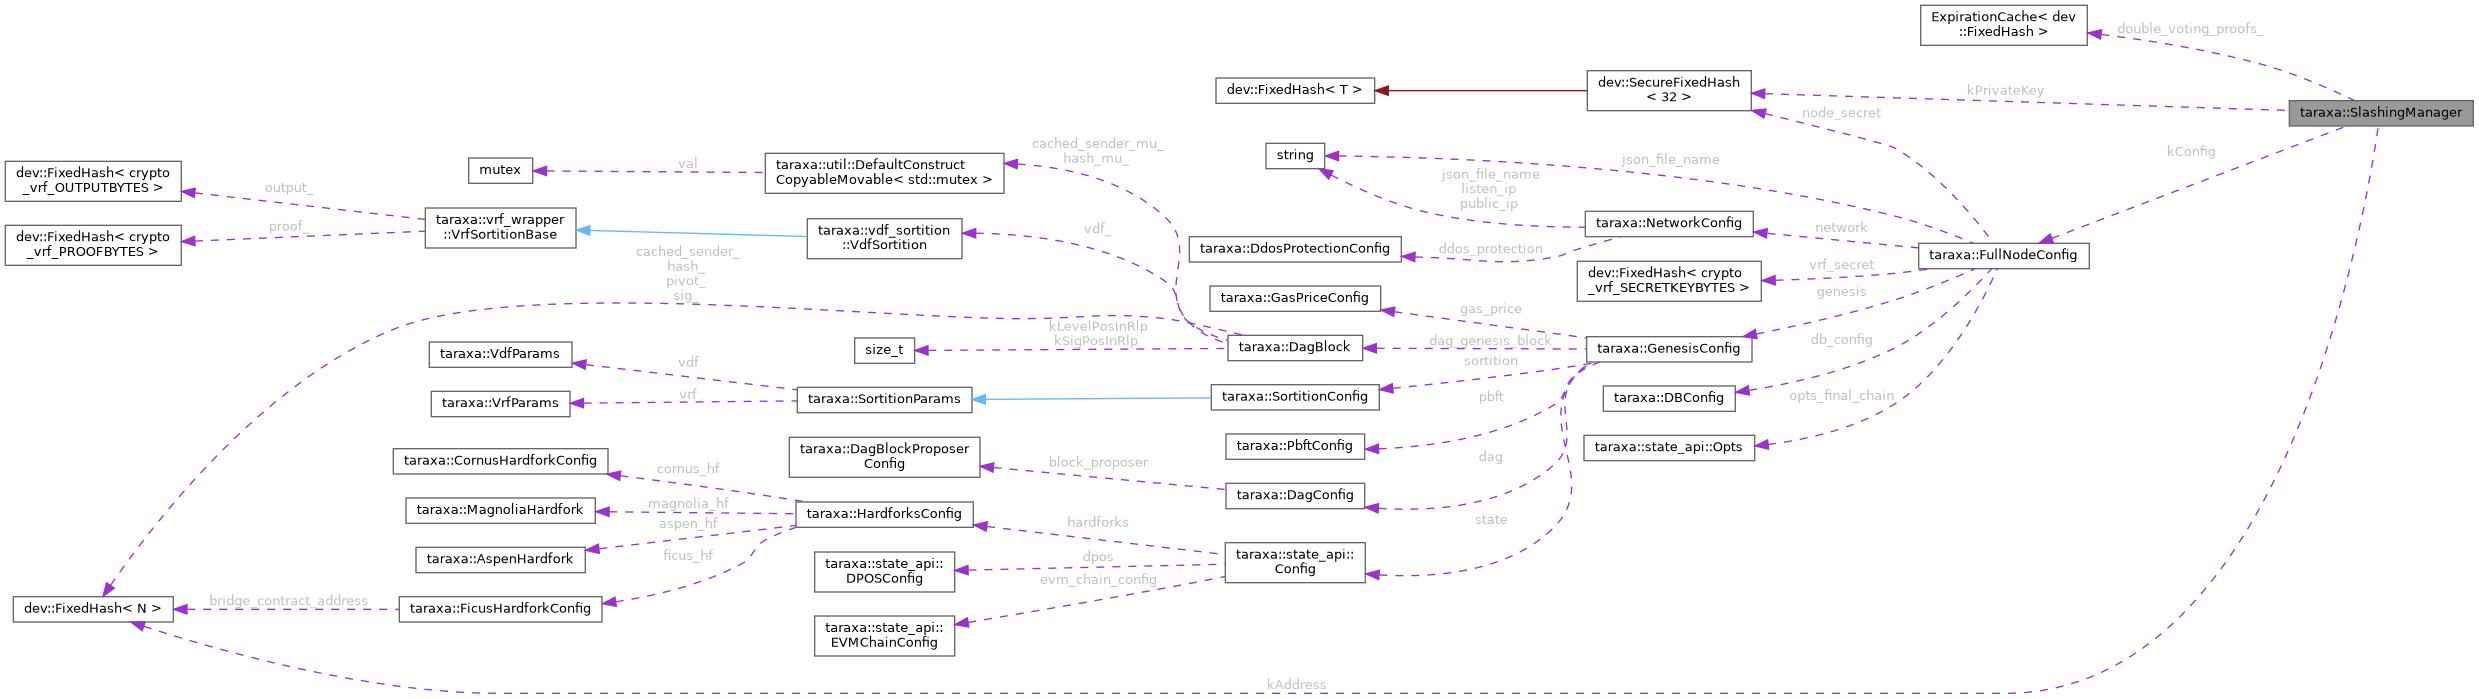 ExpirationCache< dev
::FixedHash >
double_voting_proofs_
dev::FixedHash< T >
dev::SecureFixedHash
< 32 >
kPrivateKey
taraxa::SlashingManager
node_secret
kConfig
cached_sender_mu_
hash_mu_
string
json_file_name
mutex
val
taraxa::util::DefaultConstruct
CopyableMovable< std::mutex >
json_file_name
listen_ip
public_ip
dev::FixedHash< crypto
_vrf_OUTPUTBYTES >
output_
taraxa::vrf_wrapper
::VrfSortitionBase
taraxa::vdf_sortition
::VdfSortition
vdf_
taraxa::NetworkConfig
network
proof_
dev::FixedHash< crypto
_vrf_PROOFBYTES >
taraxa::DdosProtectionConfig
ddos_protection
taraxa::FullNodeConfig
cached_sender_
hash_
pivot_
sig_
dev::FixedHash< crypto
_vrf_SECRETKEYBYTES >
vrf_secret
genesis
taraxa::GasPriceConfig
gas_price
kLevelPosInRlp
kSigPosInRlp
size_t
taraxa::DagBlock
dag_genesis_block
taraxa::GenesisConfig
db_config
taraxa::VdfParams
vdf
sortition
taraxa::VrfParams
vrf
taraxa::SortitionParams
taraxa::SortitionConfig
pbft
taraxa::DBConfig
opts_final_chain
taraxa::PbftConfig
taraxa::state_api::Opts
taraxa::CornusHardforkConfig
cornus_hf
taraxa::DagBlockProposer
Config
block_proposer
dag
taraxa::DagConfig
taraxa::MagnoliaHardfork
magnolia_hf
taraxa::HardforksConfig
hardforks
state
aspen_hf
taraxa::AspenHardfork
ficus_hf
taraxa::state_api::
DPOSConfig
dpos
evm_chain_config
taraxa::state_api::
Config
dev::FixedHash< N >
bridge_contract_address
taraxa::FicusHardforkConfig
taraxa::state_api::
EVMChainConfig
kAddress